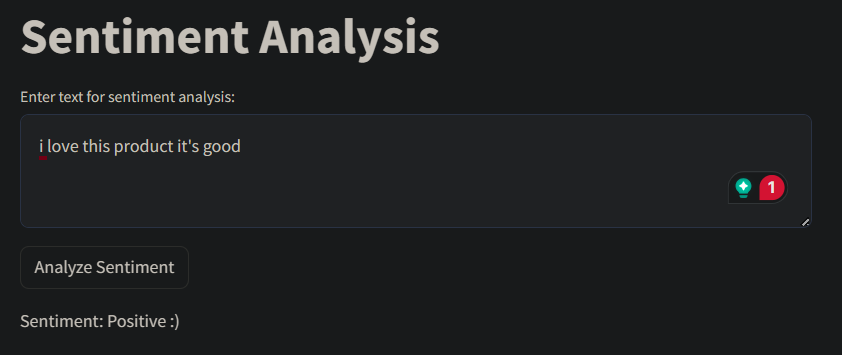 Sentiment Analysis
Enter text for sentiment analysis:
i love this product it's good
1
Analyze Sentiment
Sentiment: Positive :)